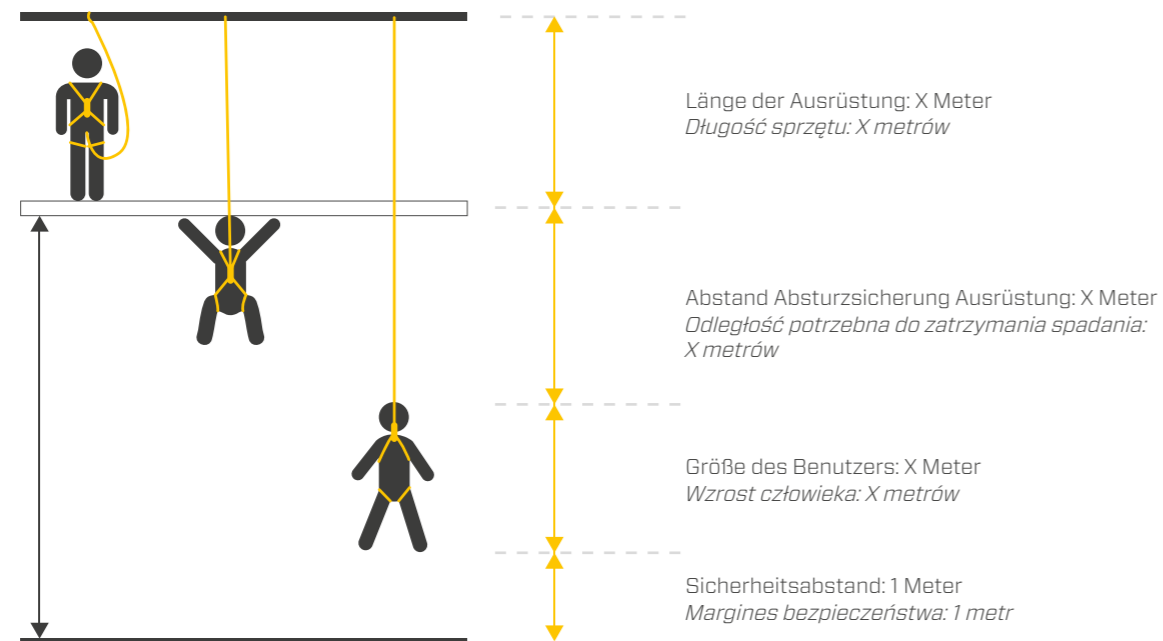 Länge der Ausrüstung: X Meter
Długość sprzętu: X metrów
Abstand Absturzsicherung Ausrüstung: X Meter
Odległość potrzebna do zatrzymania spadania:
X metrów
Größe des Benutzers: X Meter
Wzrost człowieka: X metrów
Sicherheitsabstand: 1 Meter
Margines bezpieczeństwa: 1 metr